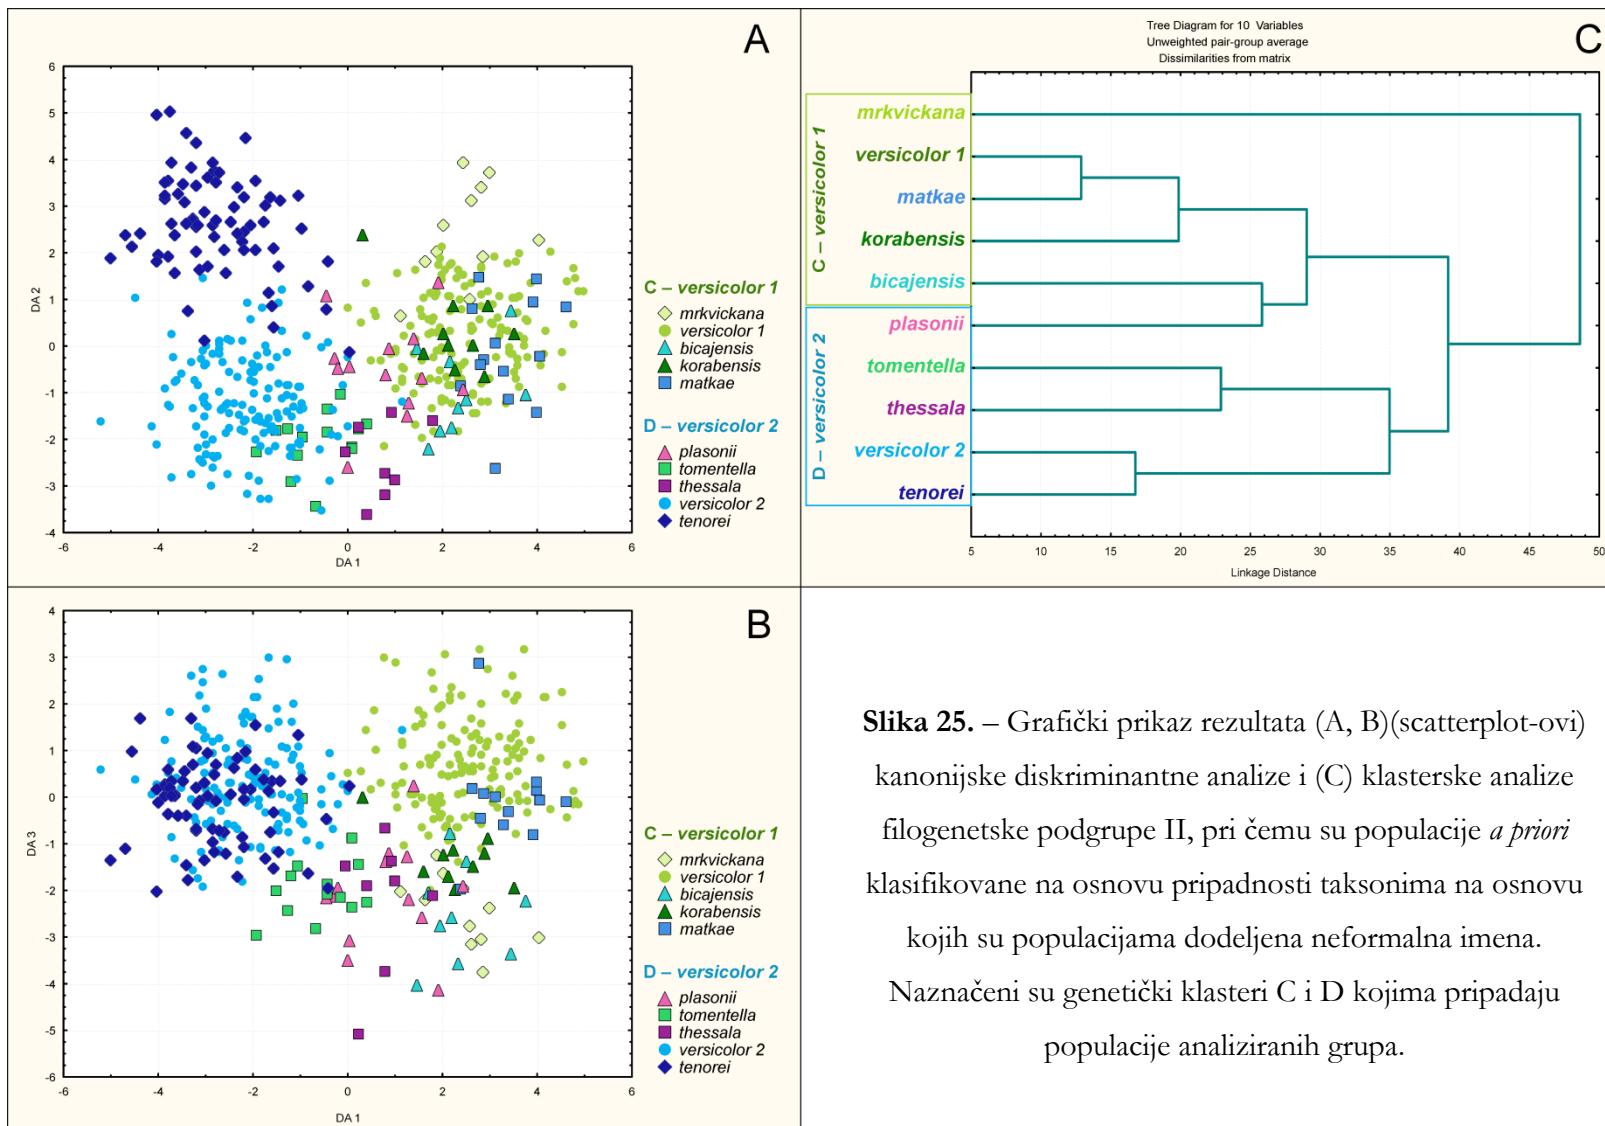 A
6
5
4
3
2
1
0
-1
-2
-3
-4
DA 2
-6 -4 -2 0 2 4 6
DA 1
C – versicolor 1
mrkvickana
versicolor 1
bicajensis
korabensis
matkae
D – versicolor 2
plasonii
tomentella
thessala
versicolor 2
tenorei
Tree Diagram for 10 Variables
Unweighted pair-group average
Dissimilarities from matrix
C
C – versicolor 1
mrkvickana
versicolor 1
matkae
korabensis
bicajensis
D – versicolor 2
plasonii
tomentella
thessala
versicolor 2
tenorei
5 10 15 20 25 30 35 40 45 50
Linkage Distance
B
4
3
2
1
0
-1
-2
-3
-4
-5
-6
DA 3
-6 -4 -2 0 2 4 6
DA 1
C – versicolor 1
mrkvickana
versicolor 1
bicajensis
korabensis
matkae
D – versicolor 2
plasonii
tomentella
thessala
versicolor 2
tenorei
Slika 25. – Grafički prikaz rezultata (A, B)(scatterplot-ovi)
kanonijske diskriminantne analize i (C) klasterske analize
filogenetske podgrupe II, pri čemu su populacije a priori
klasifikovane na osnovu pripadnosti taksonima na osnovu
kojih su populacijama dodeljena neformalna imena.
Naznačeni su genetički klasteri C i D kojima pripadaju
populacije analiziranih grupa.